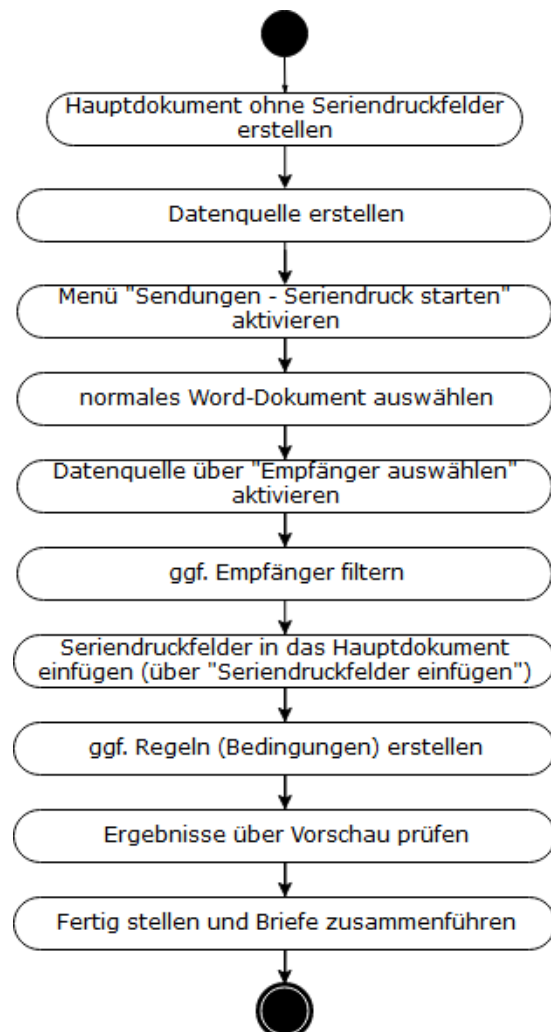 Hauptdokument ohne Seriendruckfelder
erstellen
Datenquelle erstellen
Menü "Sendungen - Seriendruck starten"
aktivieren
normales Word-Dokument auswählen
Datenquelle über "Empfänger auswählen"
aktivieren
ggf. Empfänger filtern
Seriendruckfelder in das Hauptdokument
einfügen (über "Seriendruckfelder einfügen")
ggf. Regeln (Bedingungen) erstellen
Ergebnisse über Vorschau prüfen
Fertig stellen und Briefe zusammenführen